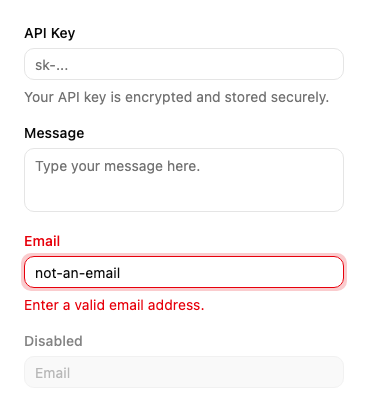 API Key
sk-...
Your API key is encrypted and stored securely.
Message
Type your message here.
Email
not-an-email
Enter a valid email address.
Disabled
Email